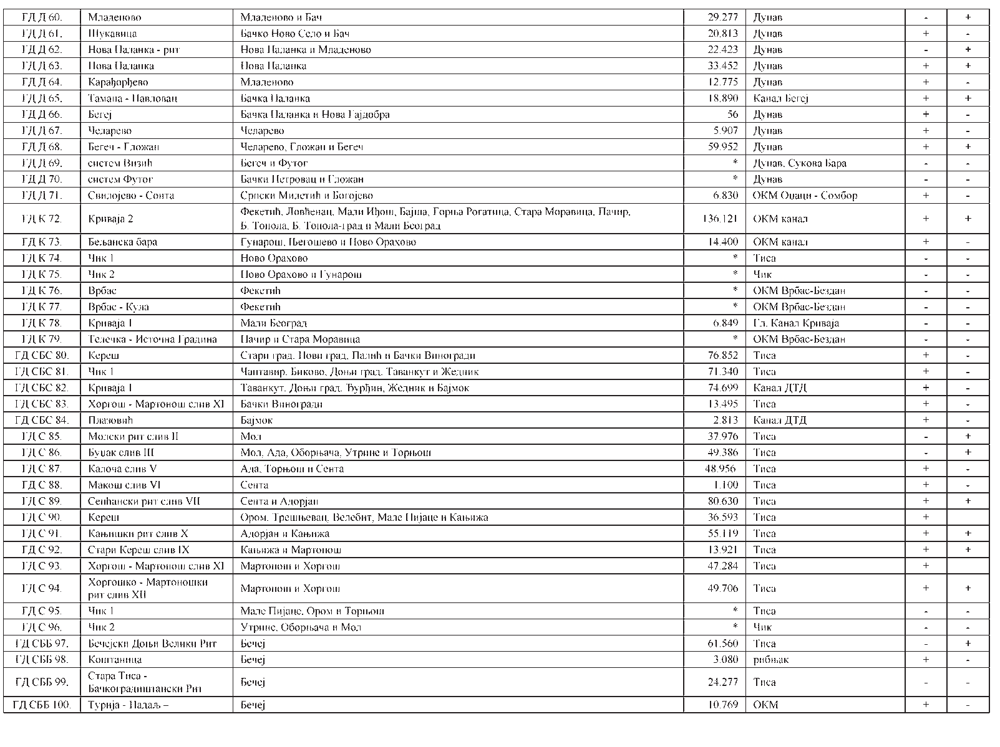 ГД Д 60. Младеново Младеново и Бач 29.277 Дунав - +
ГД Д 61. Шукавица Бачко Ново Село и Бач 20.813 Дунав + -
ГД Д 62. Нова Паланка - рит Нова Паланка и Младеново 22.423 Дунав - +
ГД Д 63. Нова Паланка Нова Паланка 33.452 Дунав + +
ГД Д 64. Карађорђево Младеново 12.775 Дунав + -
ГД Д 65. Тамана - Павловац Бачка Паланка 18.890 Канал Бегеј + +
ГД Д 66. Бегеј Бачка Паланка и Нова Гајдобра 56 Дунав + -
ГД Д 67. Челарево Челарево 5.907 Дунав + -
ГД Д 68. Бегеч - Гложан Челарево, Гложан и Бегеч 59.952 Дунав + +
ГД Д 69. систем Визић Бегеч и Футог * Дунав, Сукова Бара - -
ГД Д 70. систем Футог Бачки Петровац и Гложан * Дунав - -
ГД Д 71. Свилојево - Сонта Српски Милетић и Богојево 6.830 ОКМ Оџаци - Сомбор + -
Фекетић, Ловћенац, Мали Иђош, Бајша, Горња Рогатица, Стара Моравица, Пачир,
ГД К 72. Криваја 2 136.121 ОКМ канал + +
Б. Топола, Б. Топола-град и Мали Београд
ГД К 73. Бељанска бара Гунарош, Његошево и Ново Орахово 14.400 ОКМ канал + -
ГД К 74. Чик 1 Ново Орахово * Тиса - -
ГД К 75. Чик 2 Ново Орахово и Гунарош * Чик - -
ГД К 76. Врбас Фекетић * ОКМ Врбас-Бездан - -
ГД К 77. Врбас - Кула Фекетић * ОКМ Врбас-Бездан - -
ГД К 78. Криваја 1 Мали Београд 6.849 Гл. Канал Криваја - -
ГД К 79. Телечка - Источна Градина Пачир и Стара Моравица * ОКМ Врбас-Бездан - -
ГД СБС 80. Кереш Стари град, Нови град, Палић и Бачки Виногради 76.852 Тиса + -
ГД СБС 81. Чик 1 Чантавир, Биково, Доњи град, Таванкут и Жедник 71.340 Тиса + -
ГД СБС 82. Криваја 1 Таванкут, Доњи град, Ђурђин, Жедник и Бајмок 74.699 Канал ДТД + -
ГД СБС 83. Хоргош - Мартонош слив XI Бачки Виногради 13.495 Тиса + -
ГД СБС 84. Плазовић Бајмок 2.813 Канал ДТД + -
ГД С 85. Молски рит слив II Мол 37.976 Тиса - +
ГД С 86. Буџак слив III Мол, Ада, Оборњача, Утрине и Торњош 49.386 Тиса - +
ГД С 87. Калоча слив V Ада, Торњош и Сента 48.956 Тиса + -
ГД С 88. Макош слив VI Сента 1.100 Тиса + -
ГД С 89. Сенћански рит слив VII Сента и Адорјан 80.630 Тиса + +
ГД С 90. Кереш Ором, Трешњевац, Велебит, Мале Пијаце и Кањижа 36.593 Тиса +
ГД С 91. Кањишки рит слив X Адорјан и Кањижа 55.119 Тиса + +
ГД С 92. Стари Кереш слив IX Кањижа и Мартонош 13.921 Тиса + +
ГД С 93. Хоргош - Мартонош слив XI Мартонош и Хоргош 47.284 Тиса +
Хоргошко - Мартоношки
ГД С 94. Мартонош и Хоргош 49.706 Тиса + +
рит слив XII
ГД С 95. Чик 1 Мале Пијаце, Ором и Торњош * Тиса - -
ГД С 96. Чик 2 Утрине, Оборњача и Мол * Чик - -
ГД СББ 97. Бечејски Доњи Велики Рит Бечеј 61.560 Тиса - +
ГД СББ 98. Коштаница Бечеј 3.080 рибњак + -
Стара Тиса -
ГД СББ 99. Бечеј 24.277 Тиса - -
Бачкоградиштански Рит
ГД СББ 100. Турија - Надаљ – Бечеј 10.769 ОКМ + -